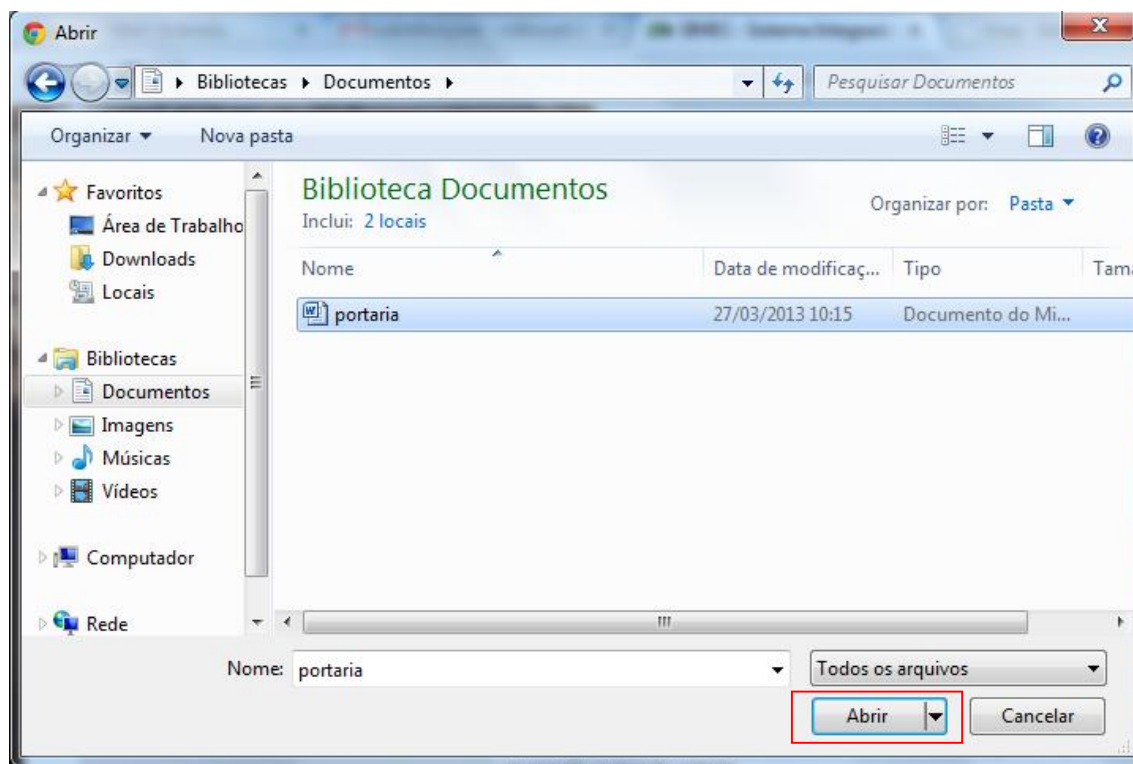 Abrir
Bibliotecas Documentos
Pesquisar Documentos
Organizar Nova pasta
Favoritos
Área de Trabalho
Downloads
Locais
Bibliotecas
Documentos
Imagens
Músicas
Vídeos
Computador
Rede
Biblioteca Documentos
Inclui: 2 locais
Organizar por: Pasta
Nome Data de modificaç... Tipo Tama
portaria 27/03/2013 10:15 Documento do Mi...
Nome: portaria
Todos os arquivos
Abrir Cancelar